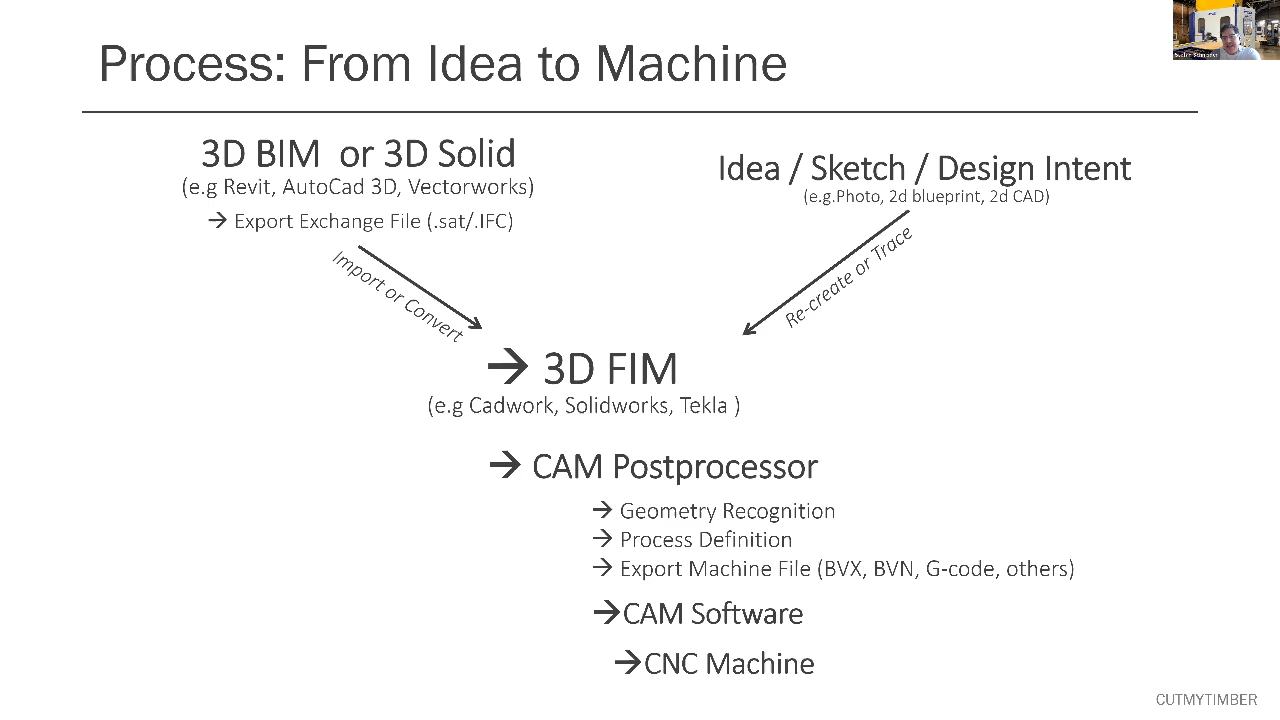 Process: From Idea to Machine
3D BIM or 3D Solid
(e.g Revit, AutoCad 3D, Vectorworks)
→ Export Exchange File (.sat/.IFC)
Idea / Sketch / Design Intent
(e.g.Photo, 2d blueprint, 2d CAD)
Import or Convert
Re-create or Trace
→ 3D FIM
(e.g Cadwork, Solidworks, Tekla )
→ CAM Postprocessor
→ Geometry Recognition
→ Process Definition
→ Export Machine File (BVX, BVN, G-code, others)
→CAM Software
→CNC Machine
CUTMYTIMBER